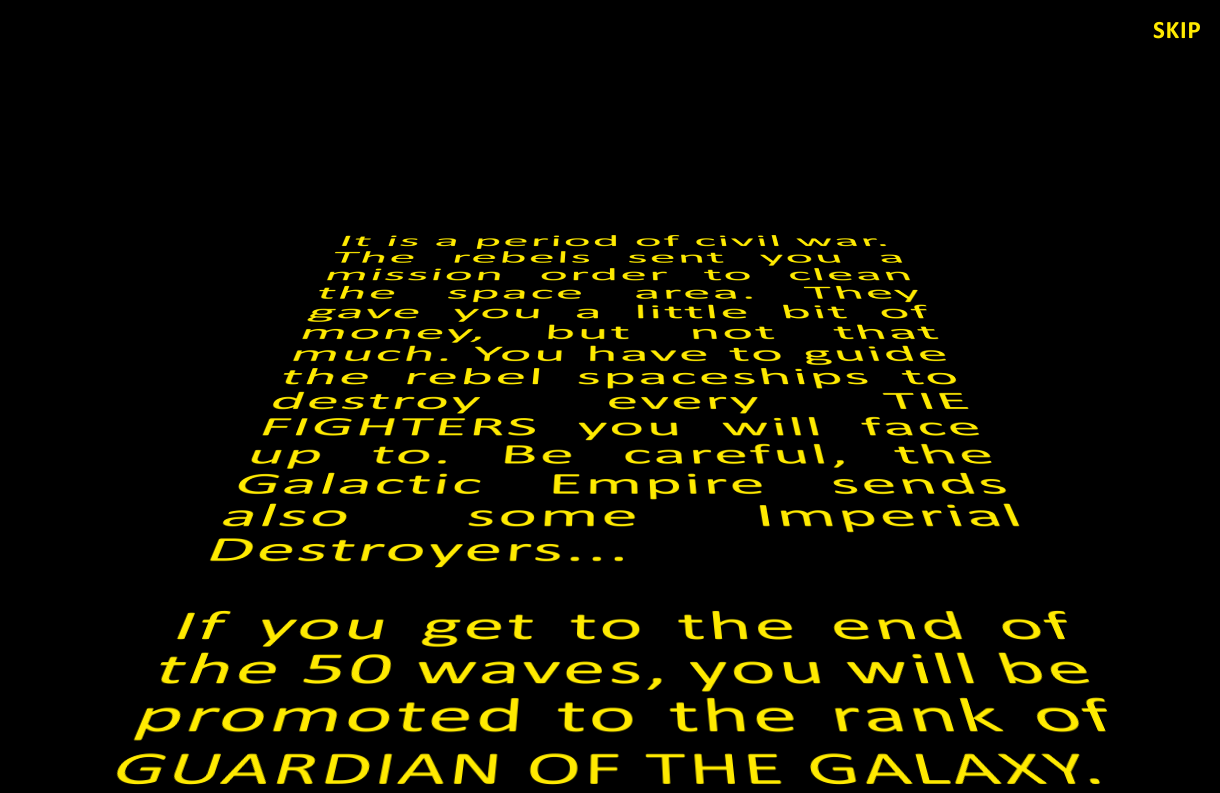 SKIP
It is a period of civil war.
The rebels sent you a
mission order to clean
the space area. They
gave you a little bit of
money, but not that
much. You have to guide
the rebel spaceships to
destroy every TIE
FIGHTERS you will face
up to. Be careful, the
Galactic Empire sends
also some Imperial
Destroyers...
If you get to the end of
the 50 waves, you will be
promoted to the rank of
GUARDIAN OF THE GALAXY.